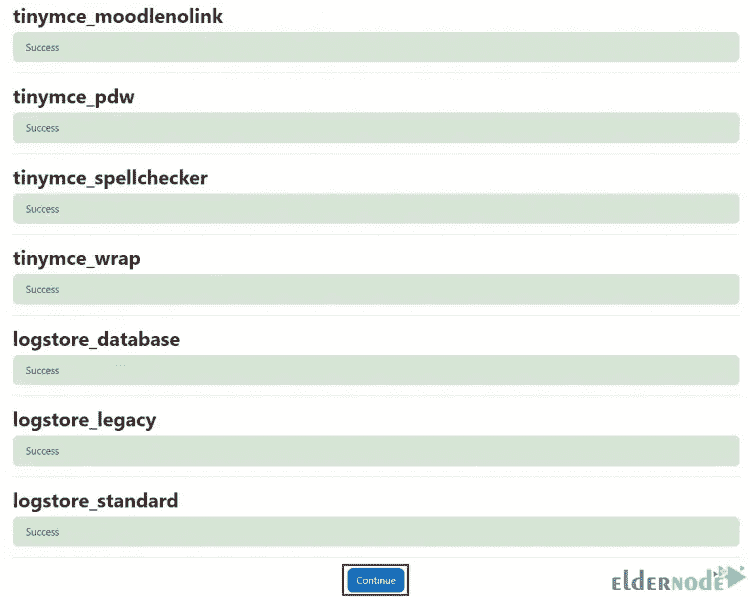 tinymce_moodlenolink
Success
tinymce_pdw
Success
tinymce_spellchecker
Success
tinymce_wrap
Success
logstore_database
Success
logstore_legacy
Success
logstore_standard
Success
Continue
eldernode